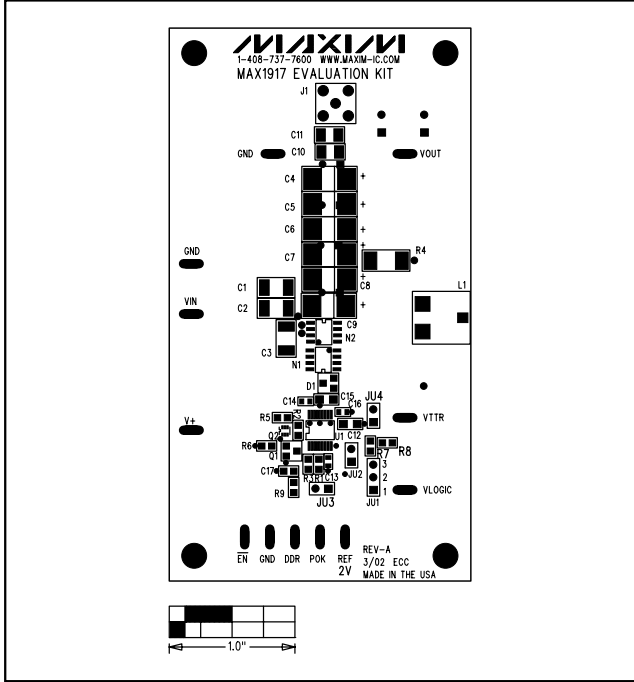 MAXIM
1-408-737-7600 WWW.MAXIM-IC.COM
MAX1917 EVALUATION KIT
J1
C11
GND C10 VOUT
C4 +
C5 +
C6 +
GND C7 + R4
C8 +
C1 L1
VIN C2 +
C9
N2
C3
N1
D1
C15 JU4
C14
C16
R5 R2 VTTR
V+ C12
Q2 U1
R6 R7 R8
Q1 JU2
C17 R3 R1 C13 3
2
R9 1 VLOGIC
JU3 JU1
EN GND DDR POK REF
2V
REV-A
3/02 ECC
MADE IN THE USA
1.0"